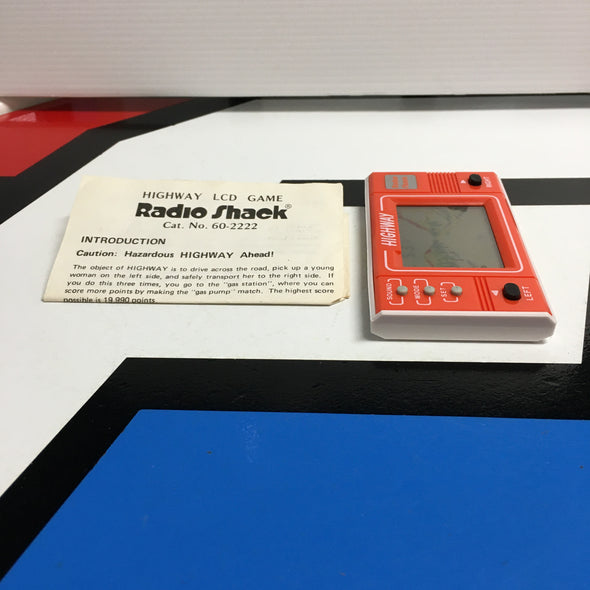 HIGHWAY LCD GAME
Radio Shack®
Cat. No. 60-2222
INTRODUCTION
Caution: Hazardous HIGHWAY Ahead!
The object of HIGHWAY is to drive across the road, pick up a young
woman on the left side, and safely transport her to the right side. If
you do this three times, you go to the "gas station", where you can
score more points by making the "gas pump" match. The highest score
possible is 19,990 points.
HIGHWAY
RIGHT
SOUND
MODE
SET
LEFT